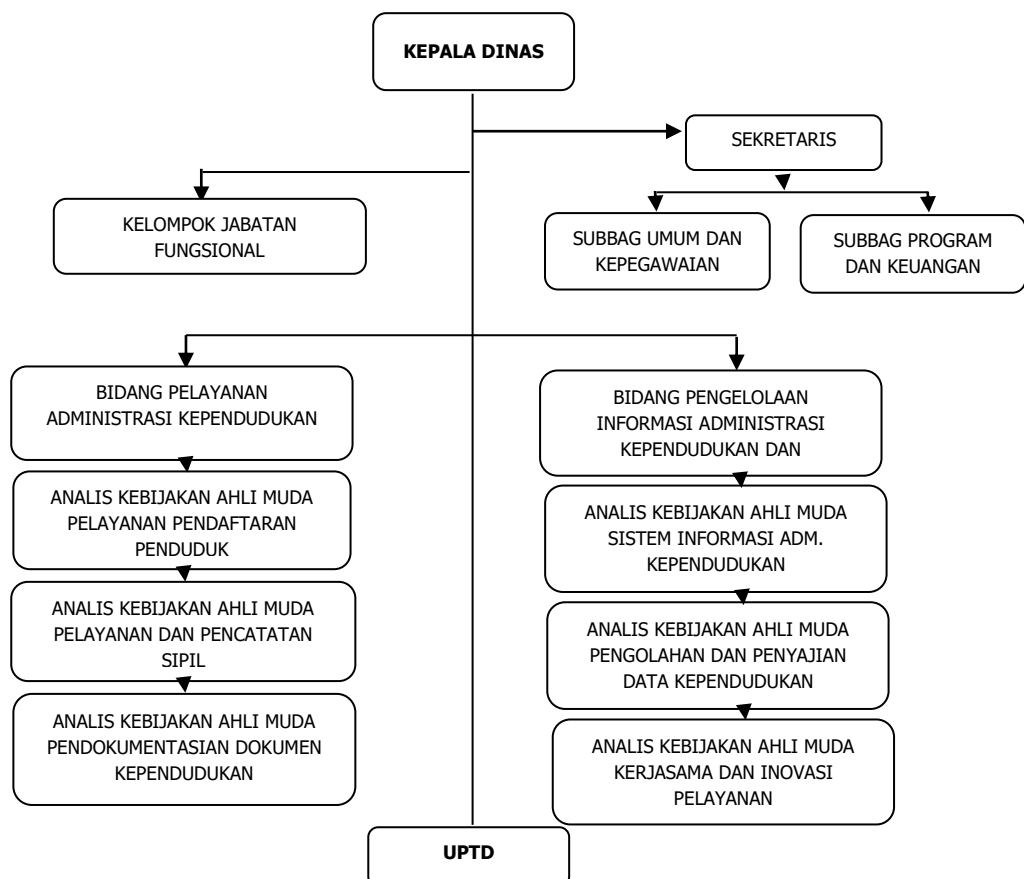 KEPALA DINAS
SEKRETARIS
KELOMPOK JABATAN
FUNGSIONAL
SUBBAG UMUM DAN
KEPEGAWAIAN
SUBBAG PROGRAM
DAN KEUANGAN
BIDANG PELAYANAN
ADMINISTRASI KEPENDUDUKAN
BIDANG PENGELOLAAN
INFORMASI ADMINISTRASI
KEPENDUDUKAN DAN
ANALIS KEBIJAKAN AHLI MUDA
PELAYANAN PENDAFTARAN
PENDUDUK
ANALIS KEBIJAKAN AHLI MUDA
SISTEM INFORMASI ADM.
KEPENDUDUKAN
ANALIS KEBIJAKAN AHLI MUDA
PELAYANAN DAN PENCATATAN
SIPIL
ANALIS KEBIJAKAN AHLI MUDA
PENGOLAHAN DAN PENYAJIAN
DATA KEPENDUDUKAN
ANALIS KEBIJAKAN AHLI MUDA
PENDOKUMENTASIAN DOKUMEN
KEPENDUDUKAN
ANALIS KEBIJAKAN AHLI MUDA
KERJASAMA DAN INOVASI
PELAYANAN
UPTD